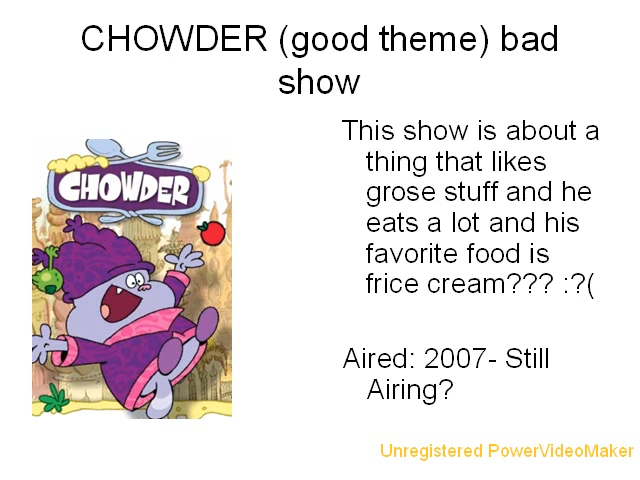 CHOWDER (good theme) bad
show
CHOWDER
This show is about a
thing that likes
grose stuff and he
eats a lot and his
favorite food is
frice cream??? :?(
Aired: 2007- Still
Airing?
Unregistered PowerVideoMaker